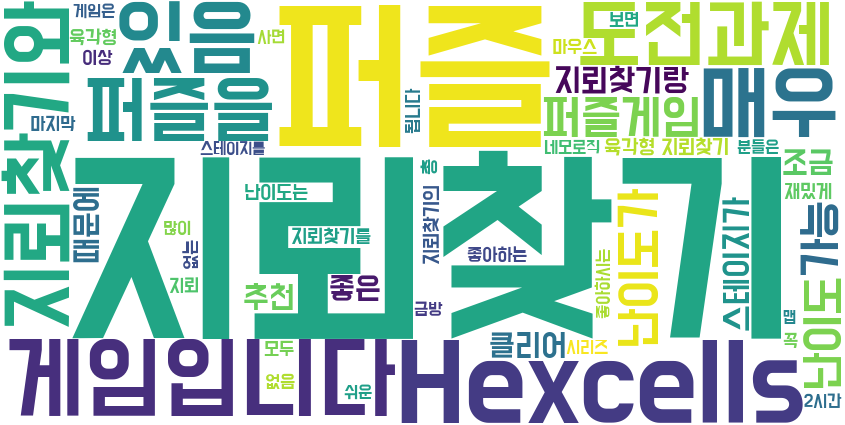 게임은
육각형
이상
있음
사면
퍼즐
도전과제
보면
마우스
지뢰찾기와
퍼즐을
됩니다
지뢰찾기랑
매우
퍼즐게임
마지막
스테이지를
네모로직
육각형
지뢰찾기
분들은
조금
재밌게
지뢰찾기
때문에
난이도는
많이
없는
지뢰
지뢰찾기를
추천
좋은
지뢰찾기의
좋아하는
금방
좋아하시는
난이도가
스테이지가
가능
난이도
맵
꼭
2시간
클리어
시리즈
게임입니다
모두
없음
쉬운
Hexcells